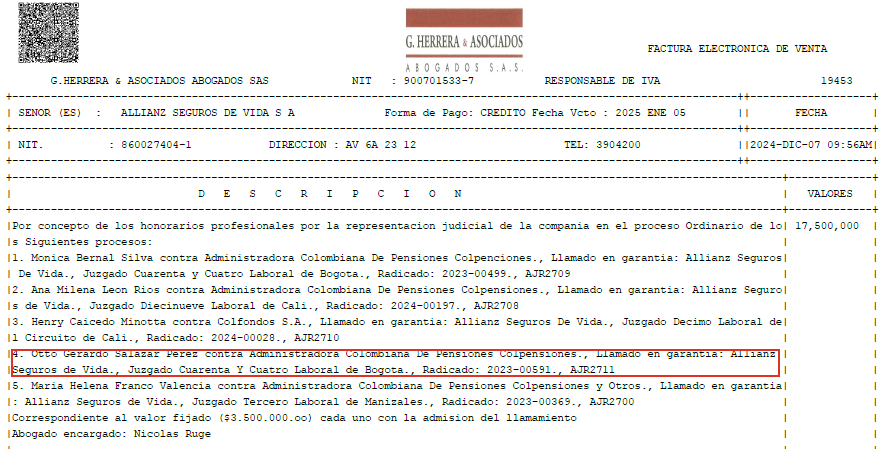 G. HERRERA & ASOCIADOS
ABOGADOS S.A.S.
FACTURA ELECTRONICA DE VENTA
G.HERRERA & ASOCIADOS ABOGADOS SAS NIT : 900701533-7 RESPONSABLE DE IVA 19453
SENOR (ES) : ALLIANZ SEGUROS DE VIDA S A Forma de Pago: CREDITO Fecha Vcto : 2025 ENE 05 FECHA
NIT. : 860027404-1 DIRECCION : AV 6A 23 12 TEL: 3904200 2024-DIC-07 09:56AM
D E S C R I P C I O N VALORES
Por concepto de los honorarios profesionales por la representacion judicial de la compania en el proceso Ordinario de lo 17,500,000
s Siguientes procesos:
1. Monica Bernal Silva contra Administradora Colombiana De Pensiones Colpenciones., Llamado en garantia: Allianz Seguros
De Vida., Juzgado Cuarenta y Cuatro Laboral de Bogota., Radicado: 2023-00499., AJR2709
2. Ana Milena Leon Rios contra Administradora Colombiana De Pensiones Colpensiones., Llamado en garantia: Allianz Seguro
s de Vida., Juzgado Diecinueve Laboral de Cali., Radicado: 2024-00197., AJR2708
3. Henry Caicedo Minotta contra Colfondos S.A., Llamado en garantia: Allianz Seguros De Vida., Juzgado Decimo Laboral de
l Circuito de Cali., Radicado: 2024-00028., AJR2710
4. Otto Gerardo Salazar Perez contra Administradora Colombiana De Pensiones Colpensiones., Llamado en garantia: Allianz
Seguros de Vida., Juzgado Cuarenta Y Cuatro Laboral de Bogota., Radicado: 2023-00591., AJR2711
5. Maria Helena Franco Valencia contra Administradora Colombiana De Pensiones Colpensiones y Otros., Llamado en garantia
: Allianz Seguros de Vida., Juzgado Tercero Laboral de Manizales., Radicado: 2023-00369., AJR2700
Correspondiente al valor fijado ($3.500.000.oo) cada uno con la admision del llamamiento
Abogado encargado: Nicolas Ruge